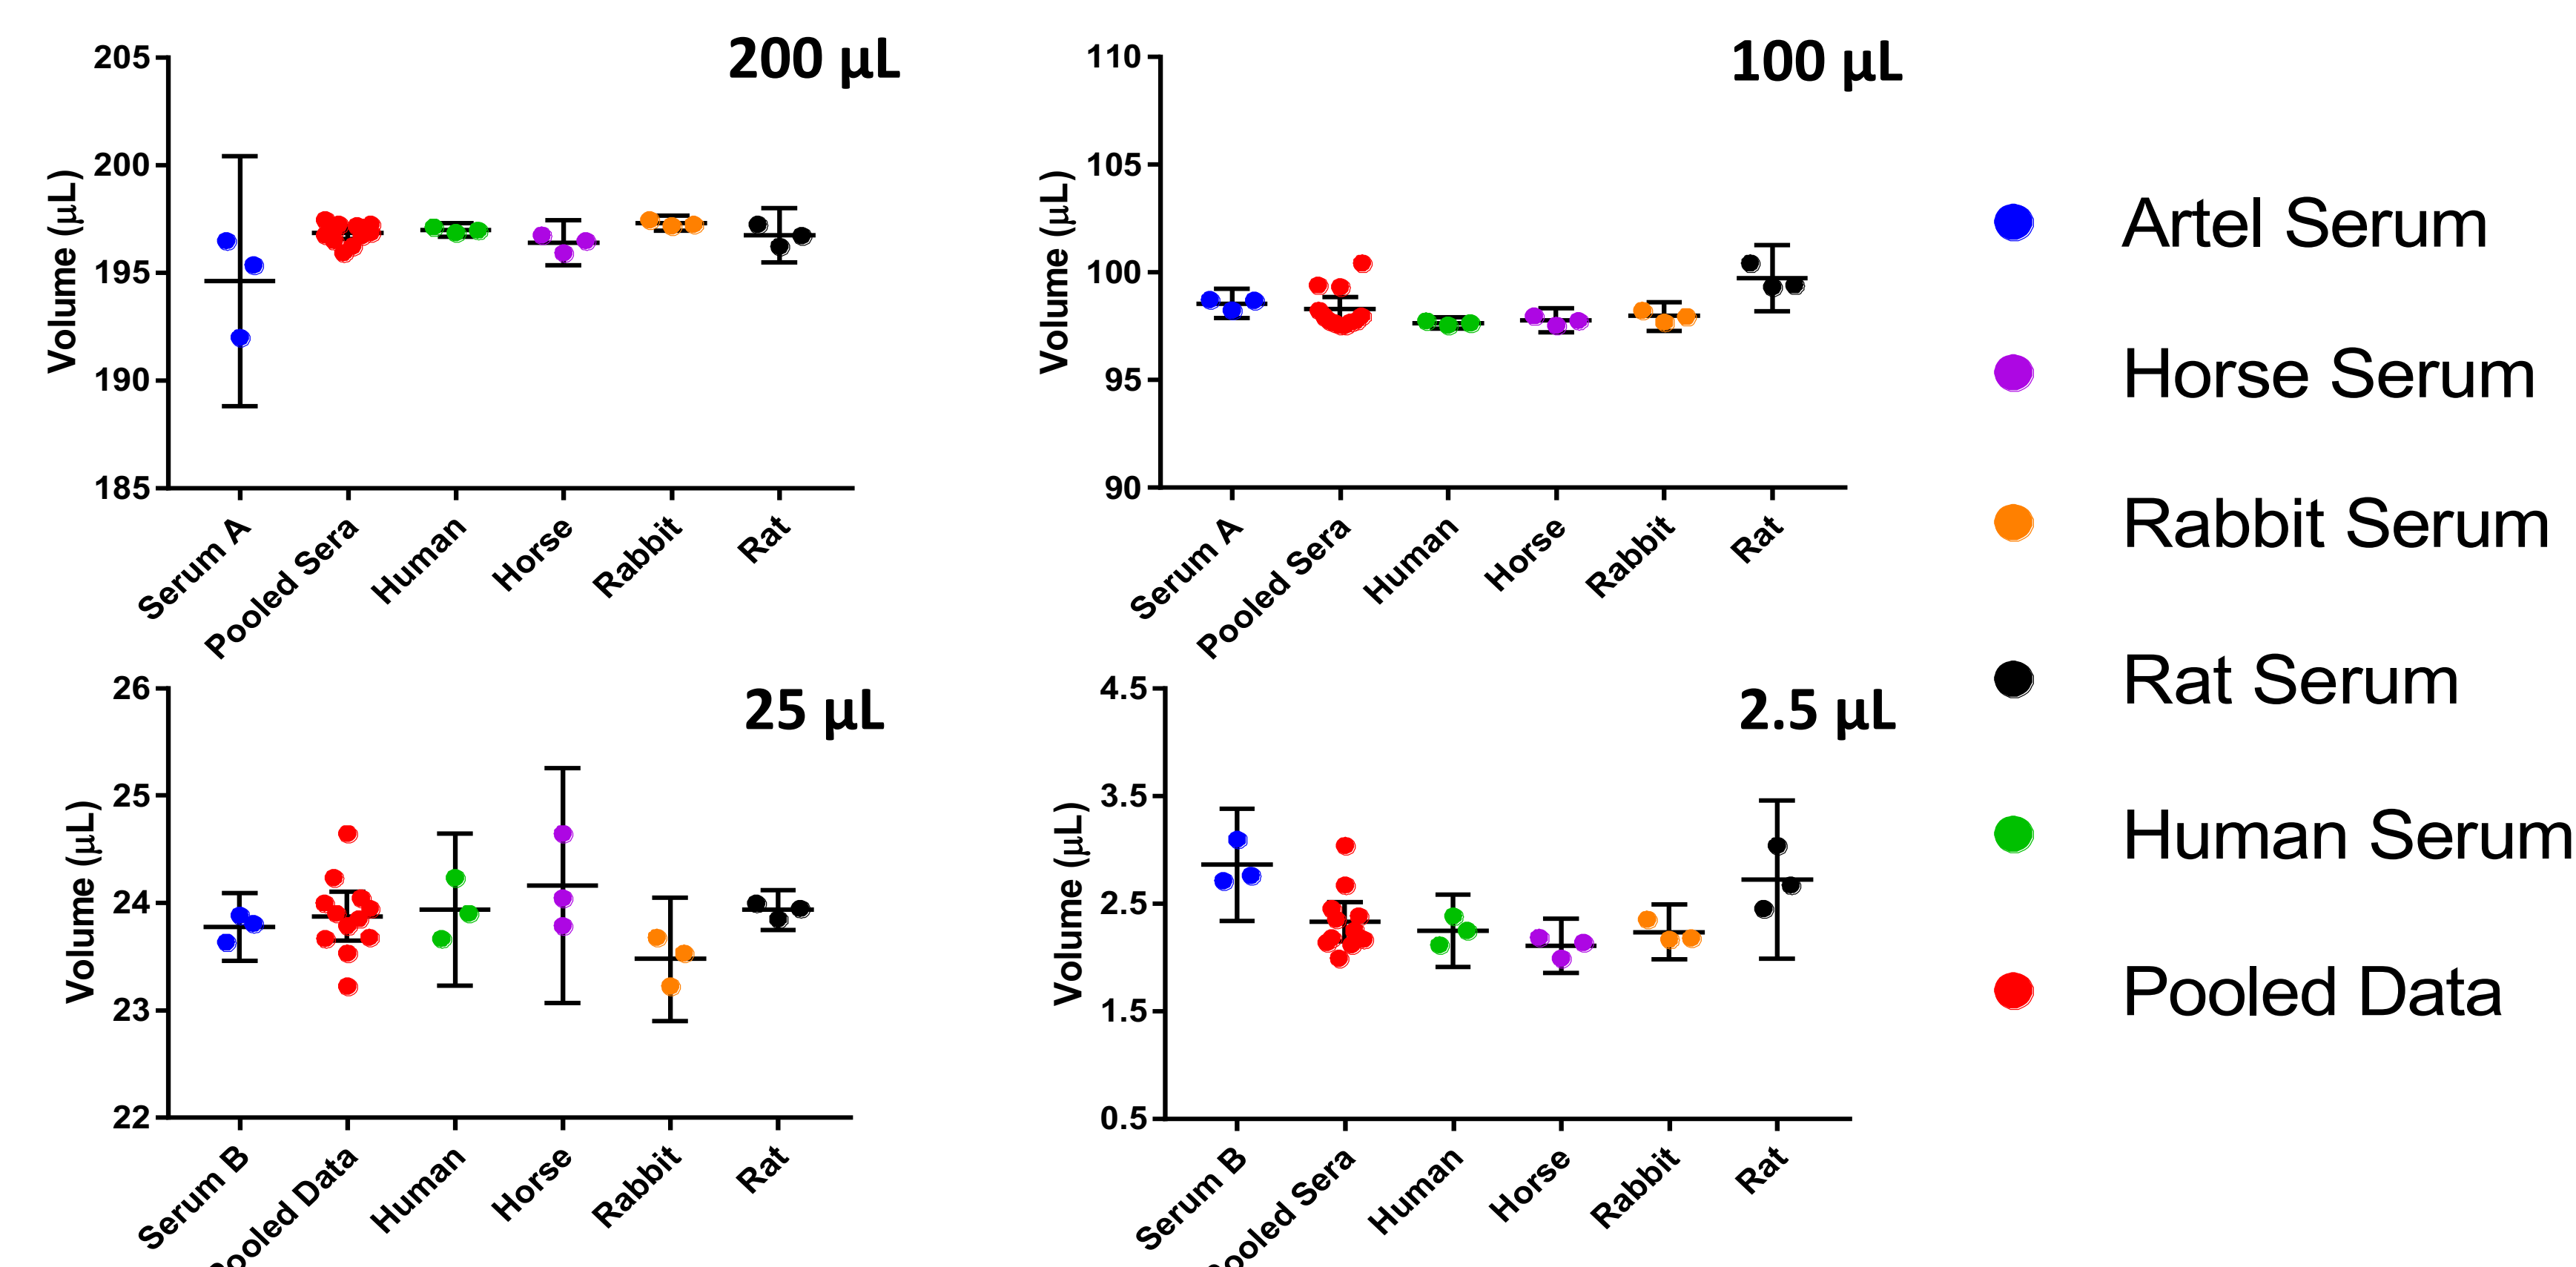 200 µL
205
200
195
190
185
Volume (µL)
Serum A
Pooled Sera
Human
Horse
Rabbit
Rat
100 µL
110
105
100
95
90
Volume (µL)
Serum A
Pooled Sera
Human
Horse
Rabbit
Rat
25 µL
26
25
24
23
22
Volume (µL)
Serum B
Pooled Data
Human
Horse
Rabbit
Rat
2.5 µL
4.5
3.5
2.5
1.5
0.5
Volume (µL)
Serum B
Pooled Sera
Human
Horse
Rabbit
Rat
Artel Serum
Horse Serum
Rabbit Serum
Rat Serum
Human Serum
Pooled Data